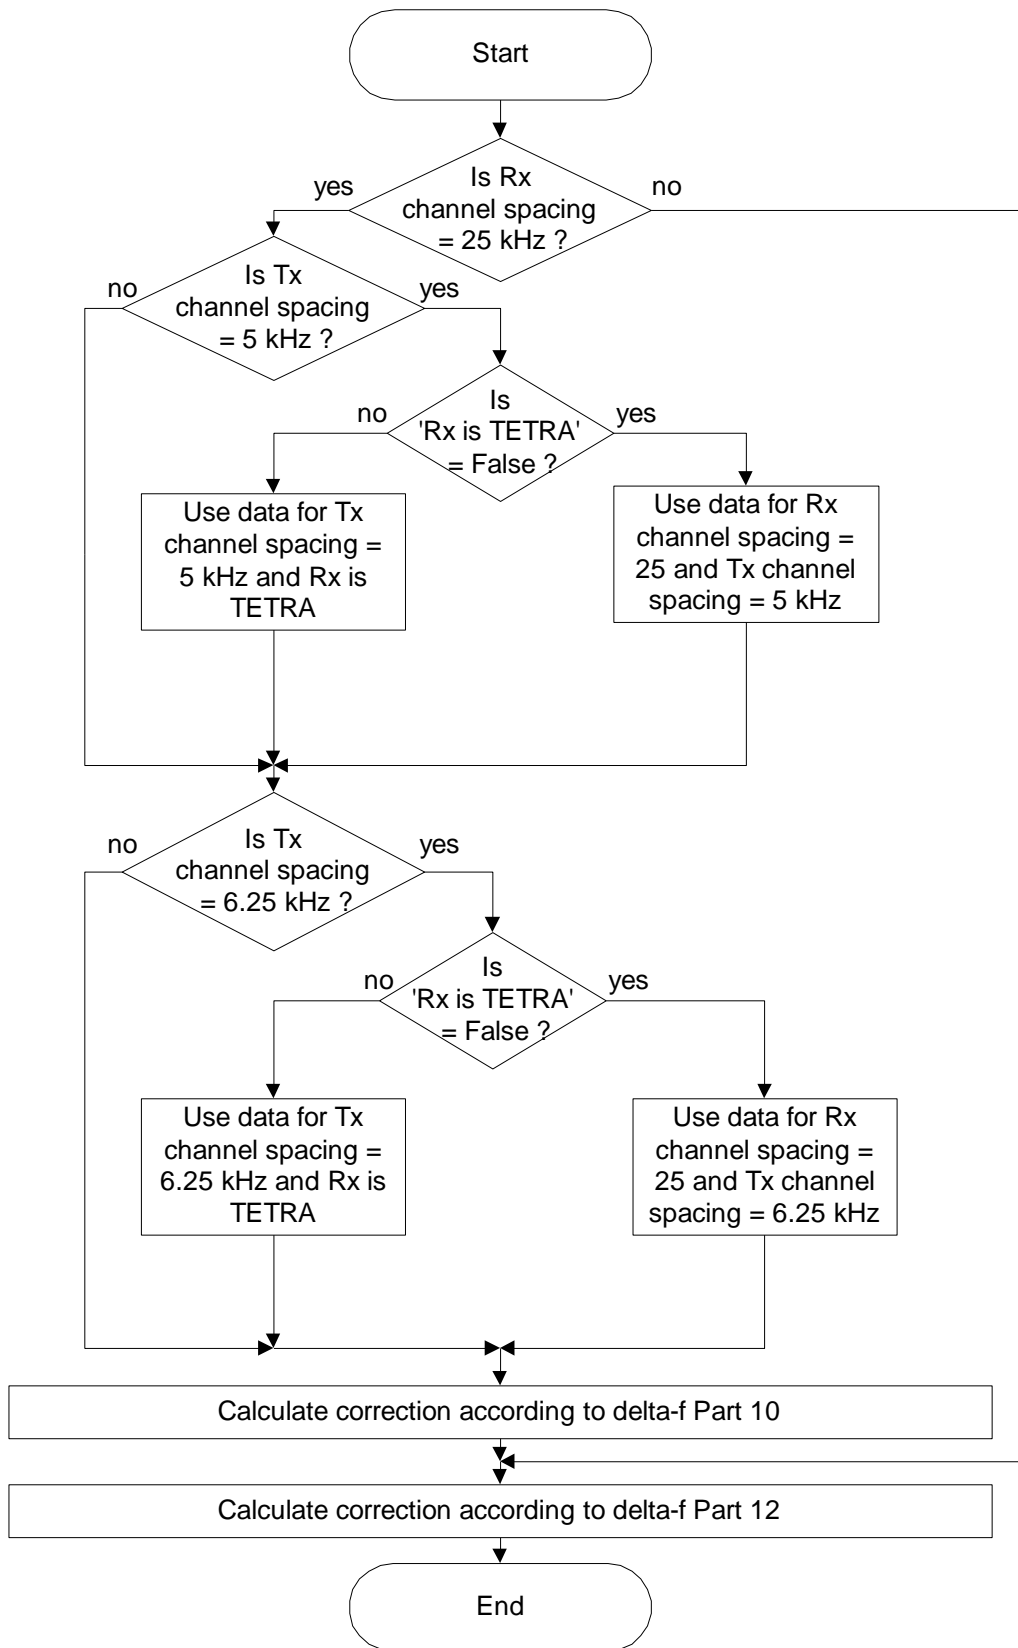 Start
Is Rx
channel spacing
= 25 kHz ?
yes
no
Is Tx
channel spacing
= 5 kHz ?
no
yes
Is
'Rx is TETRA'
= False ?
no
yes
Use data for Tx
channel spacing =
5 kHz and Rx is
TETRA
Use data for Rx
channel spacing =
25 and Tx channel
spacing = 5 kHz
Is Tx
channel spacing
= 6.25 kHz ?
no
yes
Is
'Rx is TETRA'
= False ?
no
yes
Use data for Tx
channel spacing =
6.25 kHz and Rx is
TETRA
Use data for Rx
channel spacing =
25 and Tx channel
spacing = 6.25 kHz
Calculate correction according to delta-f Part 10
Calculate correction according to delta-f Part 12
End